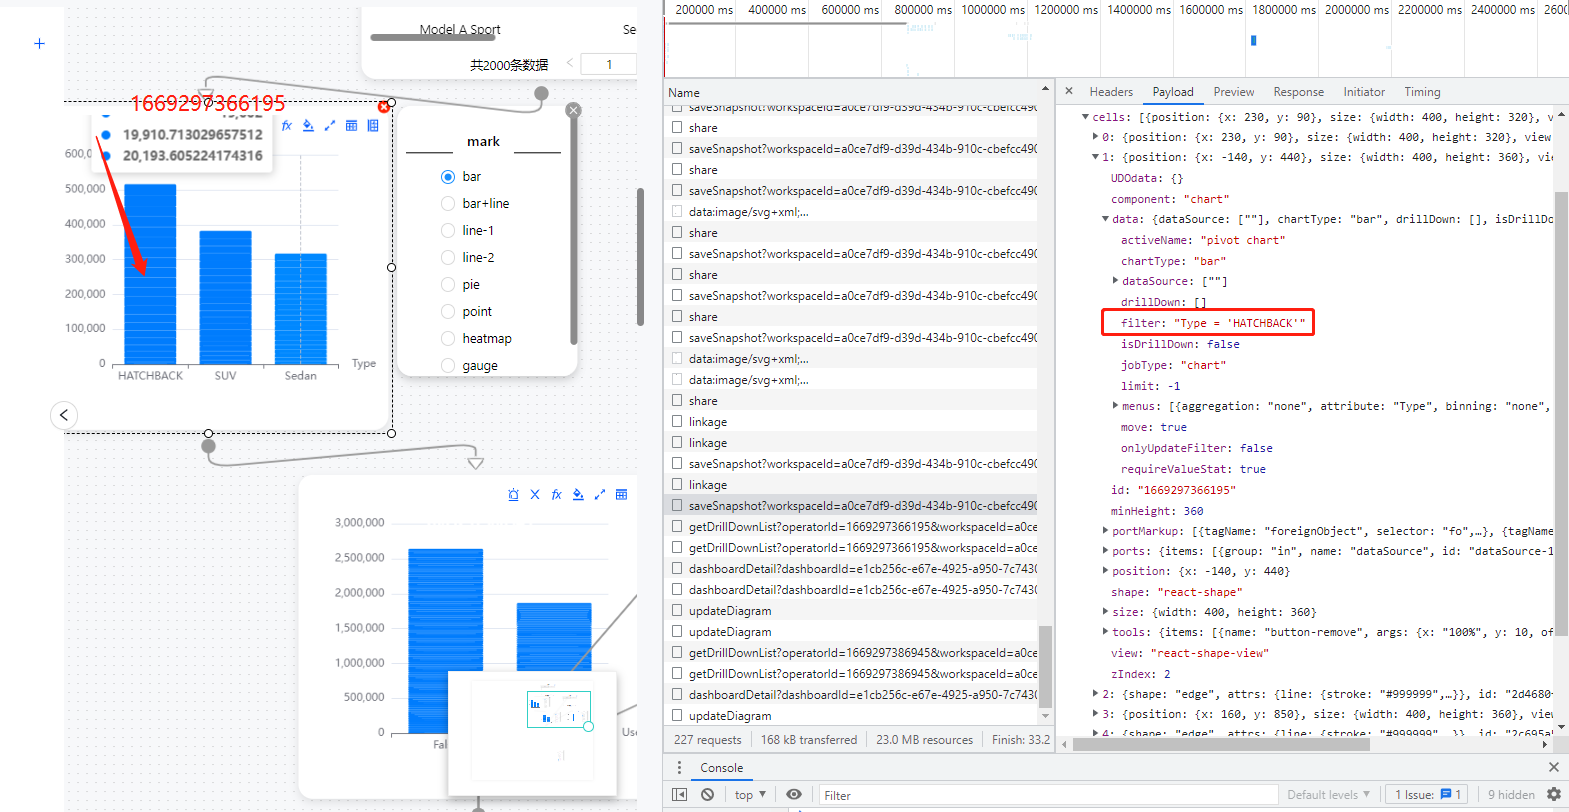 Model A Sport
Se
共2000条数据
1
1669297366195
19,910.713029657512
20,193.605224174316
fx
600,0
500,000
400,000
300,000
200,000
100,000
0
HATCHBACK
SUV
Sedan
Type
mark
bar
bar+line
line-1
line-2
pie
point
heatmap
gauge
fx
3,000,000
2,500,000
2,000,000
1,500,000
1,000,000
500,000
0
Fal
Use
200000 ms
400000 ms
600000 ms
800000 ms
1000000 ms
1200000 ms
1400000 ms
1600000 ms
1800000 ms
2000000 ms
2200000 ms
2400000 ms
2600
Name
saveSnapshot?workspaceId=a0ce7df9-d39d-434b-910c-cbefcc490
share
saveSnapshot?workspaceId=a0ce7df9-d39d-434b-910c-cbefcc490
share
saveSnapshot?workspaceId=a0ce7df9-d39d-434b-910c-cbefcc490
data:image/svg+xml;...
share
saveSnapshot?workspaceId=a0ce7df9-d39d-434b-910c-cbefcc490
share
saveSnapshot?workspaceId=a0ce7df9-d39d-434b-910c-cbefcc490
share
saveSnapshot?workspaceId=a0ce7df9-d39d-434b-910c-cbefcc490
data:image/svg+xml;...
data:image/svg+xml;...
share
linkage
linkage
saveSnapshot?workspaceId=a0ce7df9-d39d-434b-910c-cbefcc490
linkage
saveSnapshot?workspaceId=a0ce7df9-d39d-434b-910c-cbefcc490
getDrillDownList?operatorId=1669297366195&workspaceId=a0ce
getDrillDownList?operatorId=1669297366195&workspaceId=a0ce
dashboardDetail?dashboardId=e1cb256c-e67e-4925-a950-7c7430
dashboardDetail?dashboardId=e1cb256c-e67e-4925-a950-7c7430
updateDiagram
updateDiagram
getDrillDownList?operatorId=1669297386945&workspaceId=a0ce
getDrillDownList?operatorId=1669297386945&workspaceId=a0ce
dashboardDetail?dashboardId=e1cb256c-e67e-4925-a950-7c7430
updateDiagram
227 requests
168 kB transferred
23.0 MB resources
Finish: 33.2
Headers
Payload
Preview
Response
Initiator
Timing
cells: [{position: {x: 230, y: 90}, size: {width: 400, height: 320}, v
0: {position: {x: 230, y: 90}, size: {width: 400, height: 320}, view
1: {position: {x: -140, y: 440}, size: {width: 400, height: 360}, vie
UDOdata: {}
component: "chart"
data: {dataSource: [""], chartType: "bar", drillDown: [], isDrillDo
activeName: "pivot chart"
chartType: "bar"
dataSource: [""]
drillDown: []
filter: "Type = 'HATCHBACK'"
isDrillDown: false
jobType: "chart"
limit: -1
menus: [{aggregation: "none", attribute: "Type", binning: "none",
move: true
onlyUpdateFilter: false
requireValueStat: true
id: "1669297366195"
minHeight: 360
portMarkup: [{tagName: "foreignObject", selector: "fo",…}, {tagName
ports: {items: [{group: "in", name: "dataSource", id: "dataSource-1
position: {x: -140, y: 440}
shape: "react-shape"
size: {width: 400, height: 360}
tools: {items: [{name: "button-remove", args: {x: "100%", y: 10, of
view: "react-shape-view"
zIndex: 2
2: {shape: "edge", attrs: {line: {stroke: "#999999",…}}, id: "2d4680
3: {position: {x: 160, y: 850}, size: {width: 400, height: 360}, view
4: {shape: "edge", attrs: {line: {stroke: "#999999"
Console
top
Filter
Default levels
1 Issue:
1
9 hidden